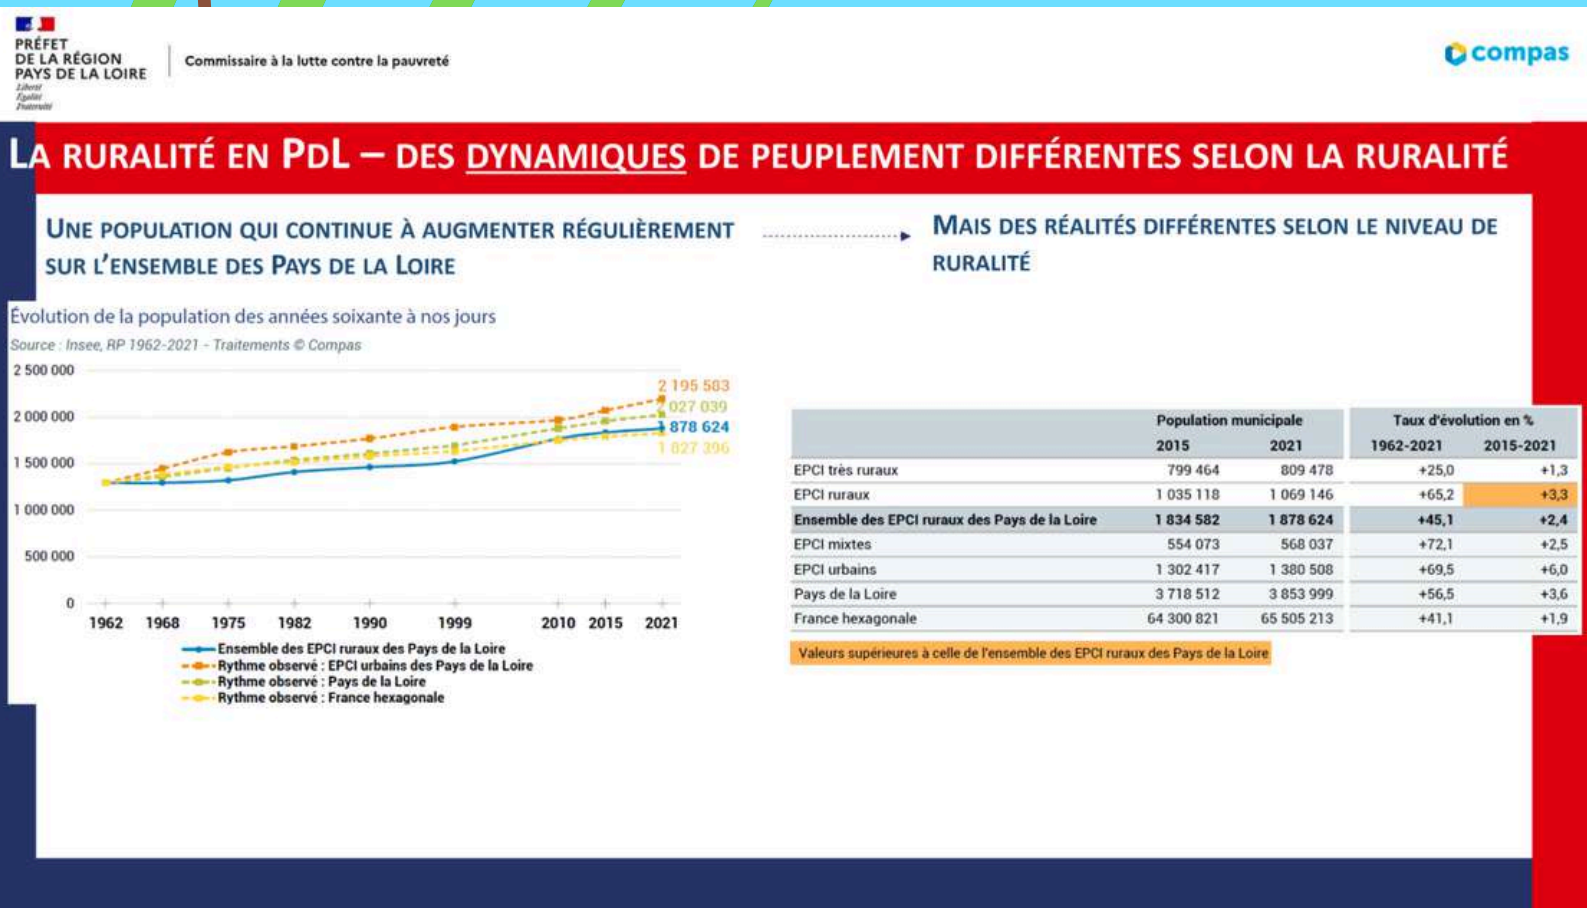 PRÉFET
DE LA RÉGION
PAYS DE LA LOIRE
Liberté
Égalité
Fraternité
Commissaire à la lutte contre la pauvreté
compas
LA RURALITÉ EN PDL – DES DYNAMIQUES DE PEUPLEMENT DIFFÉRENTES SELON LA RURALITÉ
UNE POPULATION QUI CONTINUE À AUGMENTER RÉGULIÈREMENT
SUR L'ENSEMBLE DES PAYS DE LA LOIRE
MAIS DES RÉALITÉS DIFFÉRENTES SELON LE NIVEAU DE
RURALITÉ
Évolution de la population des années soixante à nos jours
Source : Insee, RP 1962-2021 - Traitements © Compas
2 500 000
2 000 000
1 500 000
1 000 000
500 000
0
2 195 583
2 027 039
1 878 624
1 827 396
1962 1968 1975 1982 1990 1999 2010 2015 2021
Ensemble des EPCI ruraux des Pays de la Loire
Rythme observé : EPCI urbains des Pays de la Loire
Rythme observé : Pays de la Loire
Rythme observé : France hexagonale
Population municipale Taux d'évolution en %
2015 2021 1962-2021 2015-2021
EPCI très ruraux 799 464 809 478 +25,0 +1,3
EPCI ruraux 1 035 118 1 069 146 +65,2 +3,3
Ensemble des EPCI ruraux des Pays de la Loire 1 834 582 1 878 624 +45,1 +2,4
EPCI mixtes 554 073 568 037 +72,1 +2,5
EPCI urbains 1 302 417 1 380 508 +69,5 +6,0
Pays de la Loire 3 718 512 3 853 999 +56,5 +3,6
France hexagonale 64 300 821 65 505 213 +41,1 +1,9
Valeurs supérieures à celle de l'ensemble des EPCI ruraux des Pays de la Loire